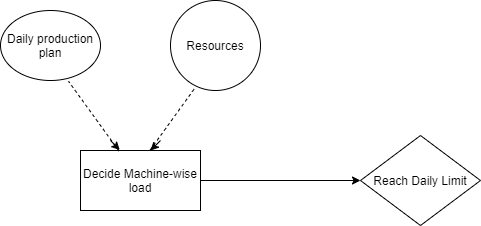 Daily production
plan
Resources
Decide Machine-wise
load
Reach Daily Limit